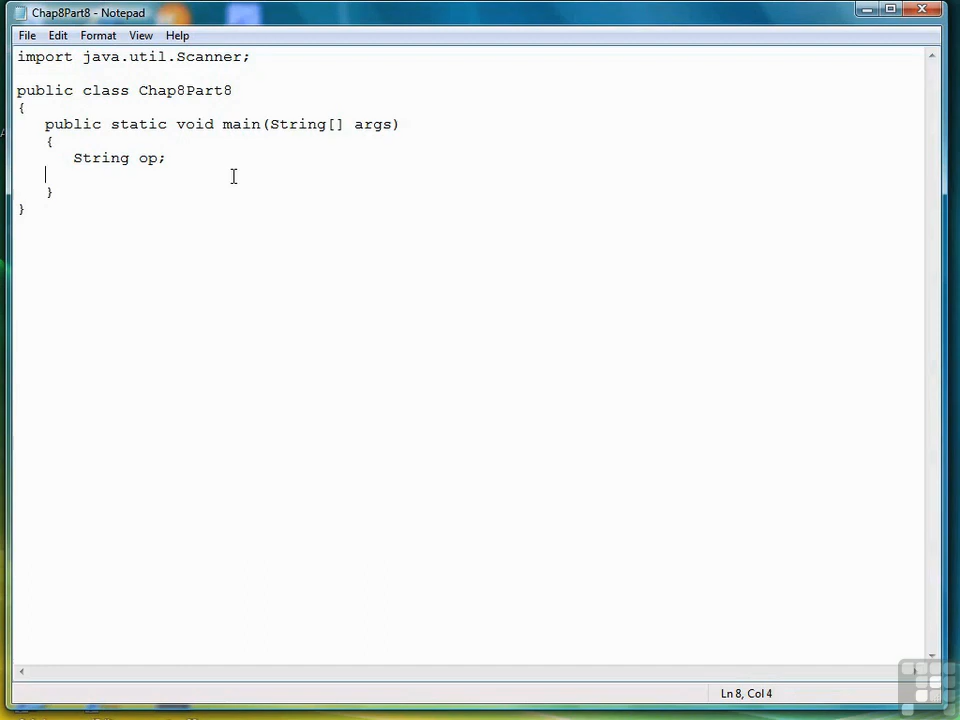 Chap8Part8 - Notepad
File Edit Format View Help
import java.util.Scanner;
public class Chap8Part8
{
public static void main(String[] args)
{
String op;
}
}
Ln 8, Col 4